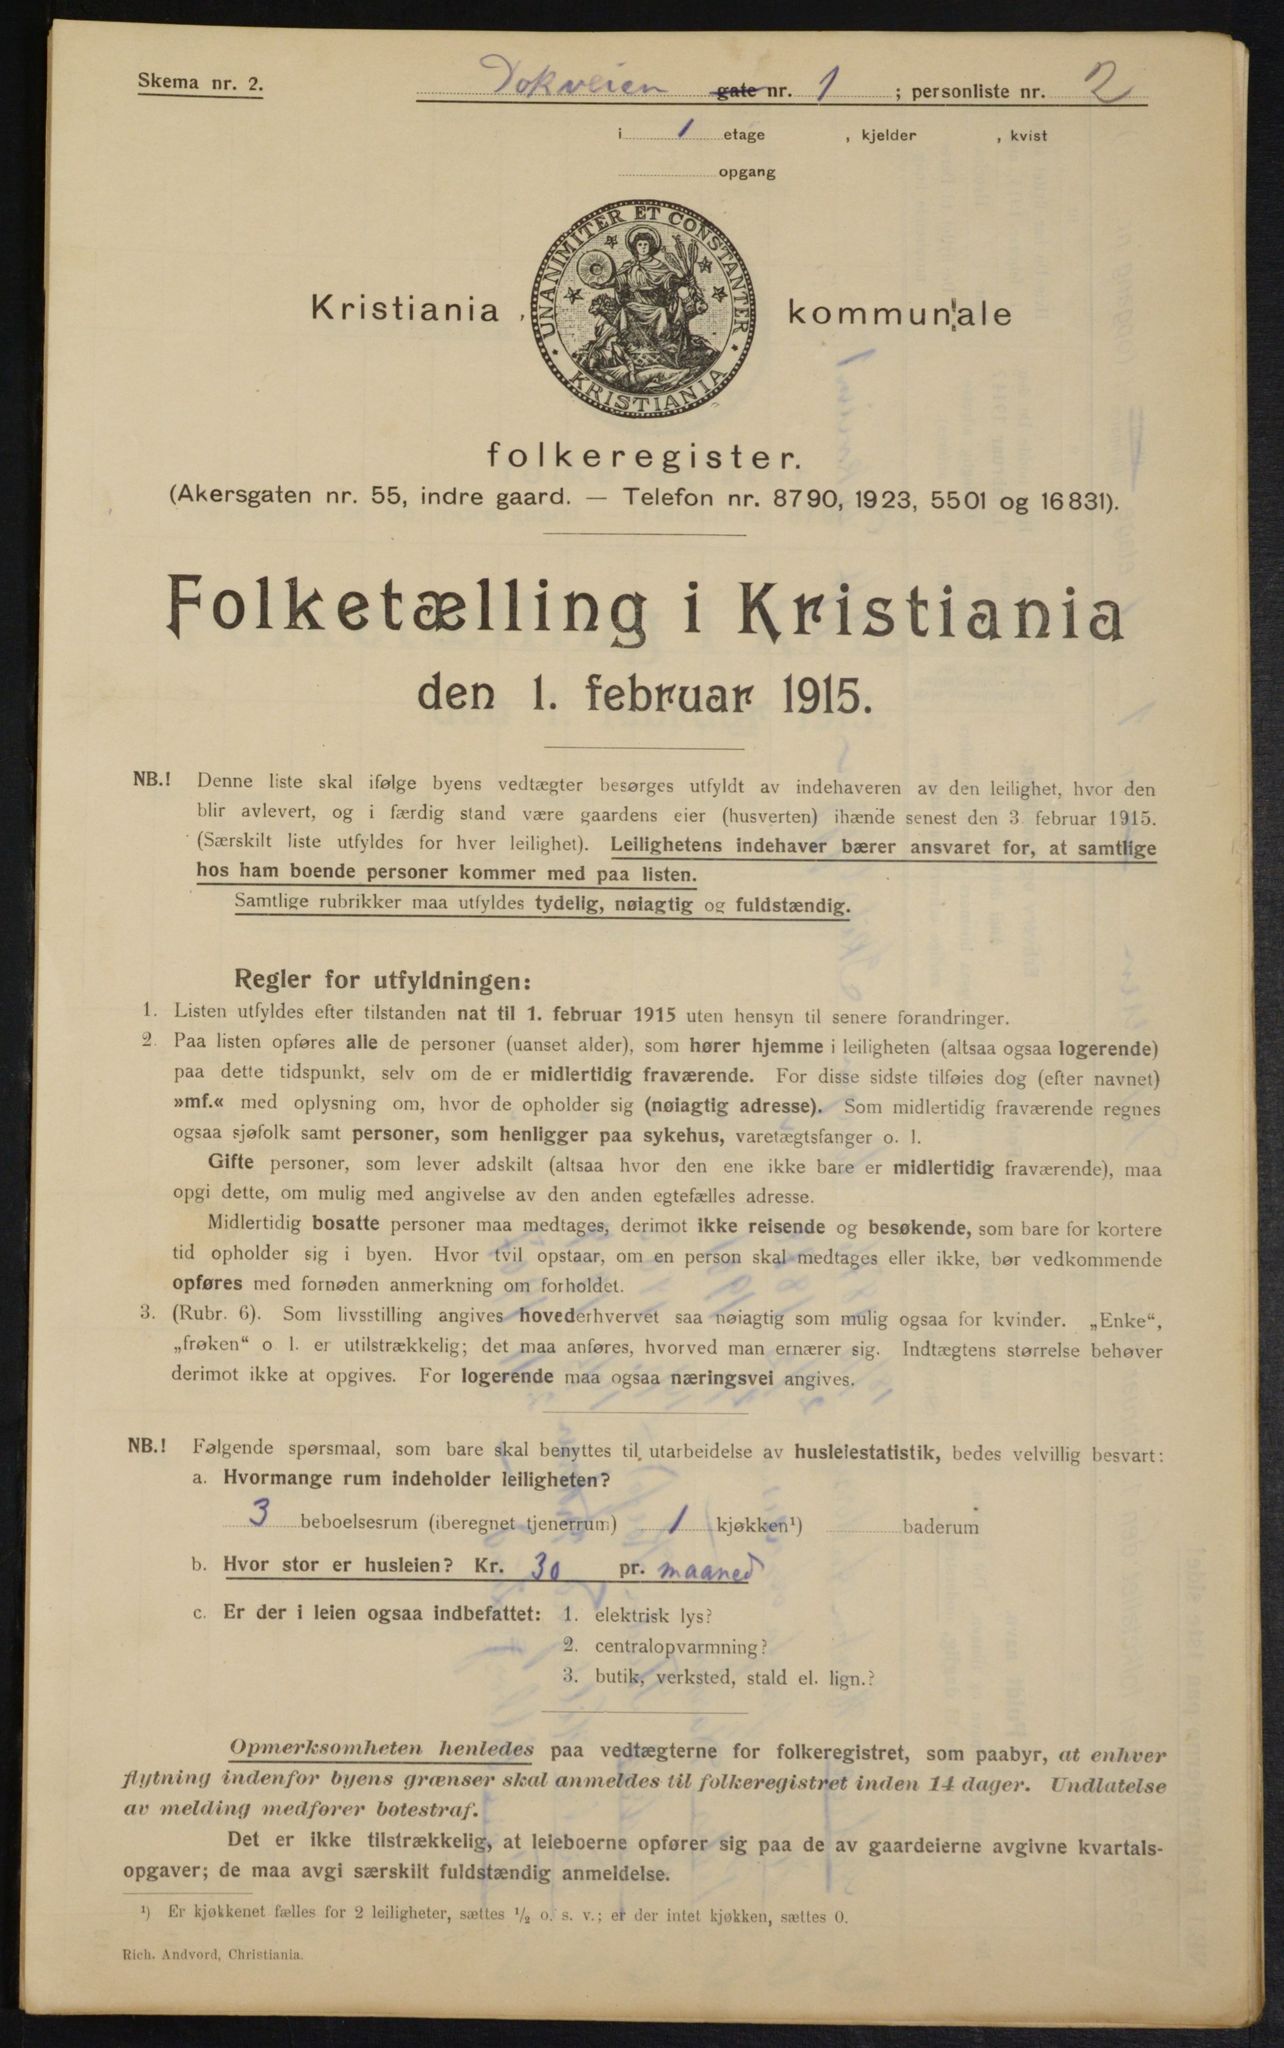 Skema nr. 2.
Dokveien gate nr. 1 ; personliste nr. 2
i 1 etage , kjelder , kvist
opgang
UNANIMITER ET CONSTANTER
KRISTIANIA
Kristiania kommunale
folkeregister.
(Akersgaten nr. 55, indre gaard. — Telefon nr. 8790, 1923, 5501 og 16831).
Folketælling i Kristiania
den 1. februar 1915.
NB.! Denne liste skal ifølge byens vedtægter besørges utfyldt av indehaveren av den leilighet, hvor den
blir avlevert, og i færdig stand være gaardens eier (husverten) ihænde senest den 3 februar 1915.
(Særskilt liste utfyldes for hver leilighet). Leilighetens indehaver bærer ansvaret for, at samtlige
hos ham boende personer kommer med paa listen.
Samtlige rubrikker maa utfyldes tydelig, nøiagtig og fuldstændig.
Regler for utfyldningen:
1. Listen utfyldes efter tilstanden nat til 1. februar 1915 uten hensyn til senere forandringer.
2. Paa listen opføres alle de personer (uanset alder), som hører hjemme i leiligheten (altsaa ogsaa logerende)
paa dette tidspunkt, selv om de er midlertidig fraværende. For disse sidste tilføies dog (efter navnet)
»mf.« med oplysning om, hvor de opholder sig (nøiagtig adresse). Som midlertidig fraværende regnes
ogsaa sjøfolk samt personer, som henligger paa sykehus, varetægtsfanger o. l.
Gifte personer, som lever adskilt (altsaa hvor den ene ikke bare er midlertidig fraværende), maa
opgi dette, om mulig med angivelse av den anden egtefælles adresse.
Midlertidig bosatte personer maa medtages, derimot ikke reisende og besøkende, som bare for kortere
tid opholder sig i byen. Hvor tvil opstaar, om en person skal medtages eller ikke, bør vedkommende
opføres med fornøden anmerkning om forholdet.
3. (Rubr. 6). Som livsstilling angives hovederhvervet saa nøiagtig som mulig ogsaa for kvinder. „Enke“,
„frøken“ o l. er utilstrækkelig; det maa anføres, hvorved man ernærer sig. Indtægtens størrelse behøver
derimot ikke at opgives. For logerende maa ogsaa næringsvei angives.
NB.! Følgende spørsmaal, som bare skal benyttes til utarbeidelse av husleiestatistik, bedes velvillig besvart:
a. Hvormange rum indeholder leiligheten?
3 beboelsesrum (iberegnet tjenerrum) 1 kjøkken¹) baderum
b. Hvor stor er husleien? Kr. 30 pr. maaned
c. Er der i leien ogsaa indbefattet: 1. elektrisk lys?
2. centralopvarmning?
3. butik, verksted, stald el. lign.?
Opmerksomheten henledes paa vedtægterne for folkeregistret, som paabyr, at enhver
flytning indenfor byens grænser skal anmeldes til folkeregistret inden 14 dager. Undlatelse
av melding medfører bøtestraf.
Det er ikke tilstrækkelig, at leieboerne opfører sig paa de av gaardeierne avgivne kvartals-
opgaver; de maa avgi særskilt fuldstændig anmeldelse.
¹) Er kjøkkenet fælles for 2 leiligheter, sættes ½ o. s. v.; er der intet kjøkken, sættes 0.
Rich. Andvord, Christiania.